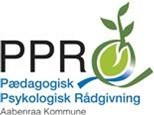 PPR
Pædagogisk
Psykologisk Rådgivning
Aabenraa Kommune